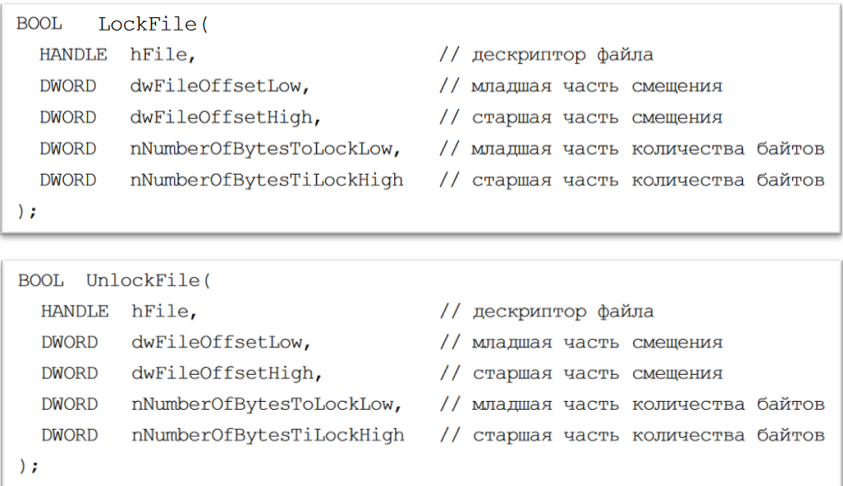 BOOL LockFile(
HANDLE hFile, // дескриптор файла
DWORD dwFileOffsetLow, // младшая часть смещения
DWORD dwFileOffsetHigh, // старшая часть смещения
DWORD nNumberOfBytesToLockLow, // младшая часть количества байтов
DWORD nNumberOfBytesTiLockHigh // старшая часть количества байтов
);
BOOL UnlockFile(
HANDLE hFile, // дескриптор файла
DWORD dwFileOffsetLow, // младшая часть смещения
DWORD dwFileOffsetHigh, // старшая часть смещения
DWORD nNumberOfBytesToLockLow, // младшая часть количества байтов
DWORD nNumberOfBytesTiLockHigh // старшая часть количества байтов
);